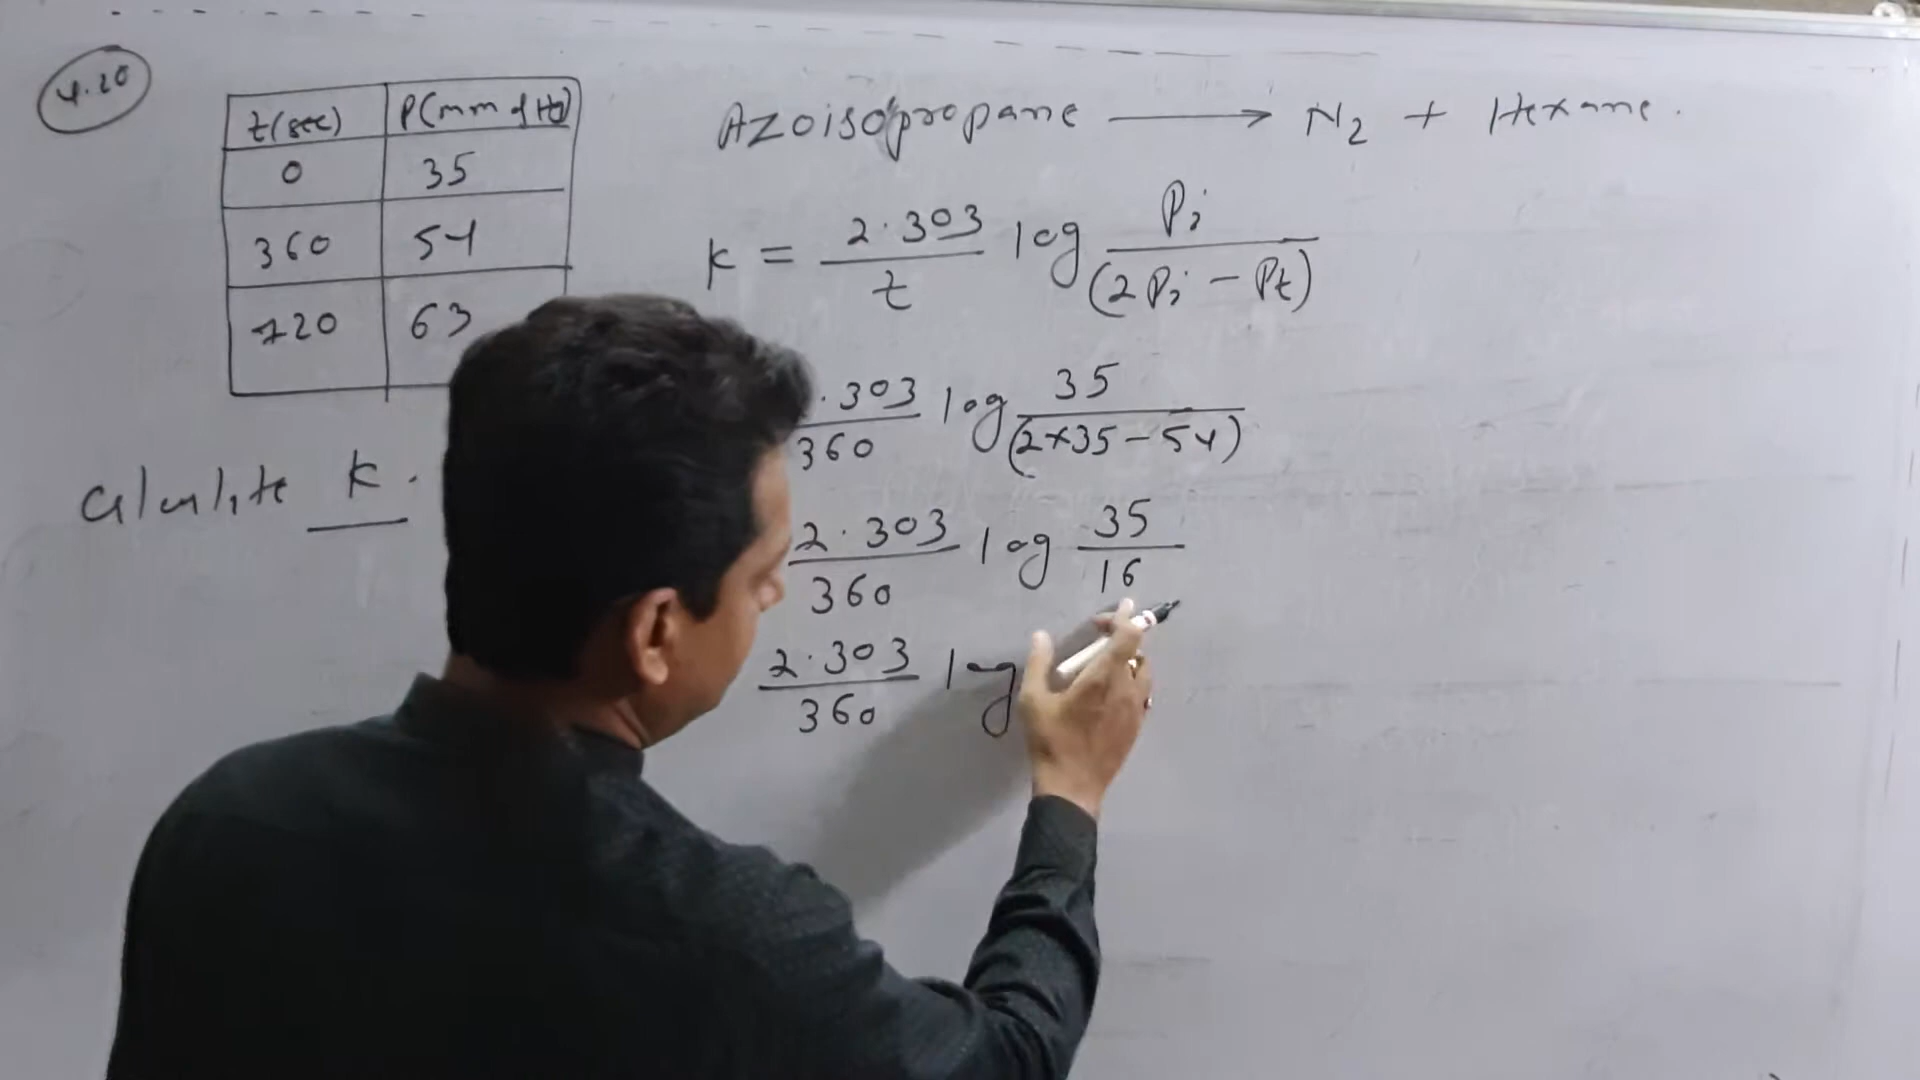 4.20
t(sec) P(mm of Hg)
0 35
360 54
720 63
Calculate k.
Azoisopropane → N2 + Hexane.
k = 2.303 / t log Pi / (2Pi - Pt)
.303 / 360 log 35 / (2×35-54)
2.303 / 360 log 35 / 16
2.303 / 360 log